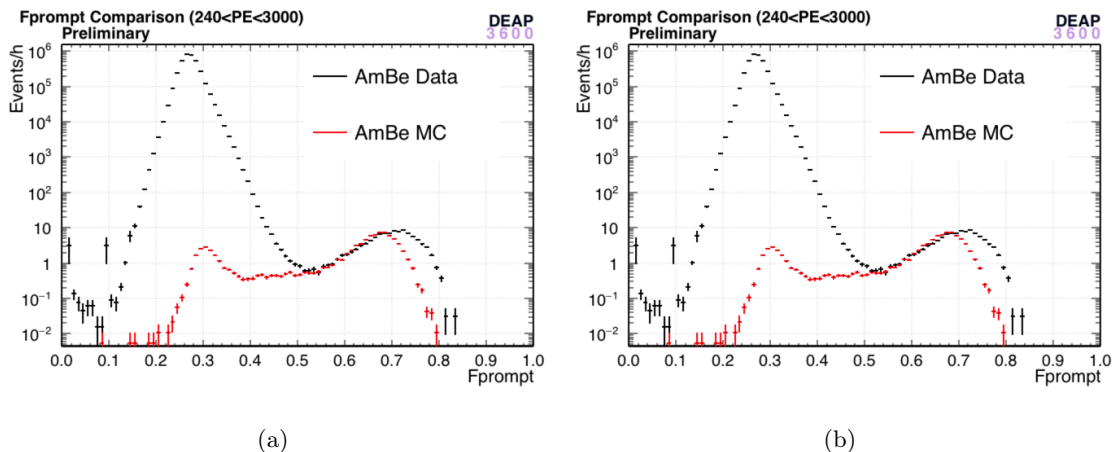 Fprompt Comparison (240<PE<3000)
Preliminary
DEAP
3600
Events/h
10^6
10^5
10^4
10^3
10^2
10
1
10^−1
10^−2
AmBe Data
AmBe MC
0.0 0.1 0.2 0.3 0.4 0.5 0.6 0.7 0.8 0.9 1.0
Fprompt
(a)
Fprompt Comparison (240<PE<3000)
Preliminary
DEAP
3600
Events/h
10^6
10^5
10^4
10^3
10^2
10
1
10^−1
10^−2
AmBe Data
AmBe MC
0.0 0.1 0.2 0.3 0.4 0.5 0.6 0.7 0.8 0.9 1.0
Fprompt
(b)